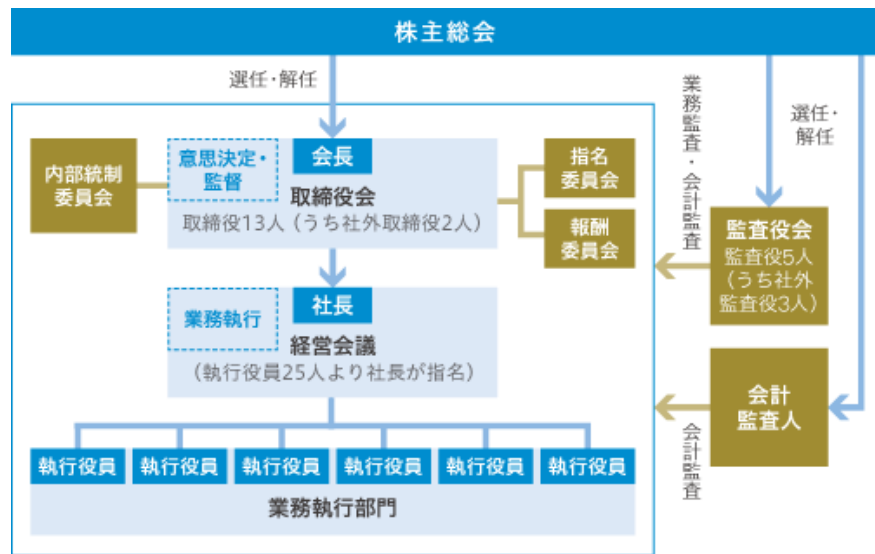 株主総会
選任・解任
業務監査・会計監査
選任・
解任
内部統制
委員会
意思決定・
監督
会長
取締役会
取締役13人（うち社外取締役2人）
指名
委員会
報酬
委員会
監査役会
監査役5人
（うち社外
監査役3人）
業務執行
社長
経営会議
（執行役員25人より社長が指名）
会計
監査人
会計監査
執行役員
執行役員
執行役員
執行役員
執行役員
執行役員
業務執行部門